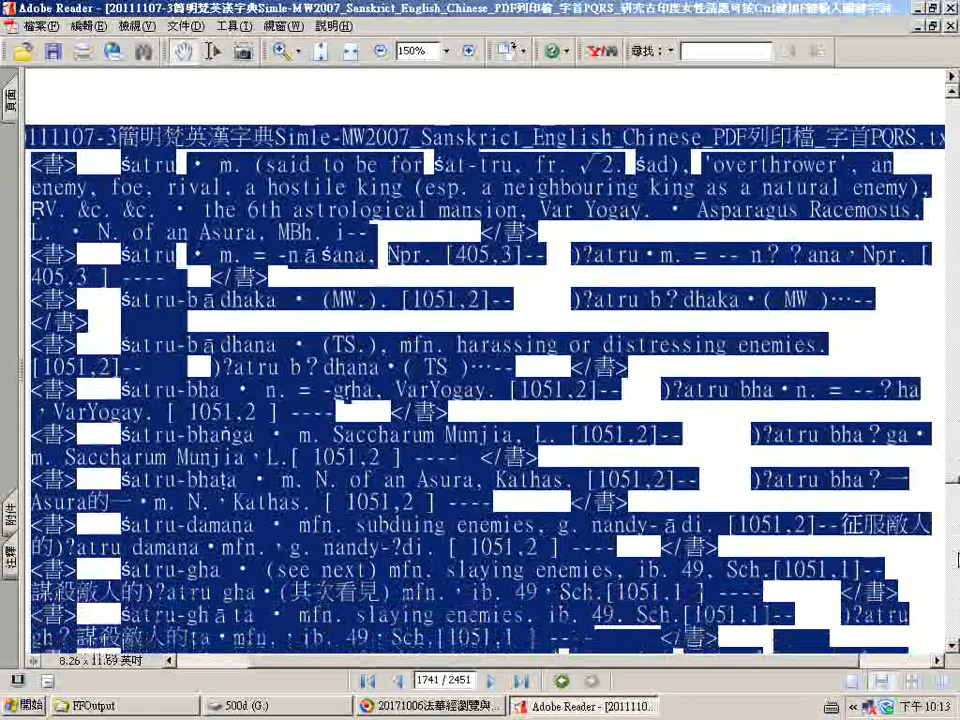 Adobe Reader - [20111107-3簡明梵英漢字典Simle-MW2007_Sanskrict_English_Chinese_PDF列印檔_字首PQRS_研究古印度女性議題可按Ctrl鍵加F鍵輸入關鍵字詞
檔案(F) 編輯(E) 檢視(V) 文件(D) 工具(T) 視窗(W) 說明(H)
150% 尋找：
頁面
111107-3簡明梵英漢字典Simle-MW2007_Sanskrict_English_Chinese_PDF列印檔_字首PQRS.tx
<書> śatru • m. (said to be for śat-tru, fr. √2. śad), 'overthrower', an
enemy, foe, rival, a hostile king (esp. a neighbouring king as a natural enemy),
RV. &c. &c. • the 6th astrological mansion, Var Yogay. • Asparagus Racemosus,
L. • N. of an Asura, MBh. i-- </書>
<書> śatru • m. = -nāśana, Npr. [405,3]-- )?atru•m. = -- n??ana，Npr. [
405,3 ] ---- </書>
<書> śatru-bādhaka • (MW.). [1051,2]-- )?atru b?dhaka•( MW )…--
</書>
<書> śatru-bādhana • (TS.), mfn. harassing or distressing enemies.
[1051,2]-- )?atru b?dhana•( TS )…-- </書>
<書> śatru-bha • n. = -gṛha, VarYogay. [1051,2]-- )?atru bha•n. = --?ha
，VarYogay. [ 1051,2 ] ---- </書>
<書> śatru-bhaṅga • m. Saccharum Munjia, L. [1051,2]-- )?atru bha?ga•
m. Saccharum Munjia，L.[ 1051,2 ] ---- </書>
<書> śatru-bhaṭa • m. N. of an Asura, Kathas. [1051,2]-- )?atru bha?一
Asura的一•m. N.，Kathas. [ 1051,2 ] ---- </書>
<書> śatru-damana • mfn. subduing enemies, g. nandy-ādi, [1051,2]--征服敵人
的)?atru damana•mfn.，g. nandy-?di. [ 1051,2 ] ---- </書>
<書> śatru-gha • (see next) mfn. slaying enemies, ib. 49, Sch.[1051,1]--
謀殺敵人的)?atru gha•(其次看見) mfn.，ib. 49，Sch.[1051,1 ] ---- </書>
<書> śatru-ghāta • mfn. slaying enemies, ib. 49, Sch.[1051,1]-- )?atru
gh?謀殺敵人的ta•mfn.，ib. 49，Sch.[1051,1 ] ---- </書>
附件
注釋
8.26 x 11.69 英吋
1741 / 2451
開始 FFOutput 500d (G:) 20171006法華經瀏覽與... Adobe Reader - [2011110... 下午 10:13